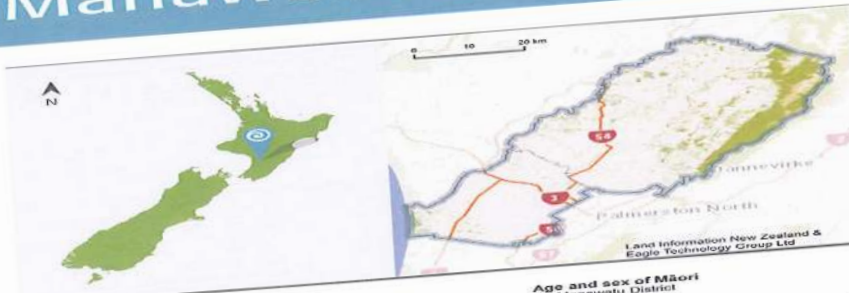 N
0 10 20 km
54
3
Dannevirke
Palmerston North
Land Information New Zealand &
Eagle Technology Group Ltd
Age and sex of Māori
District